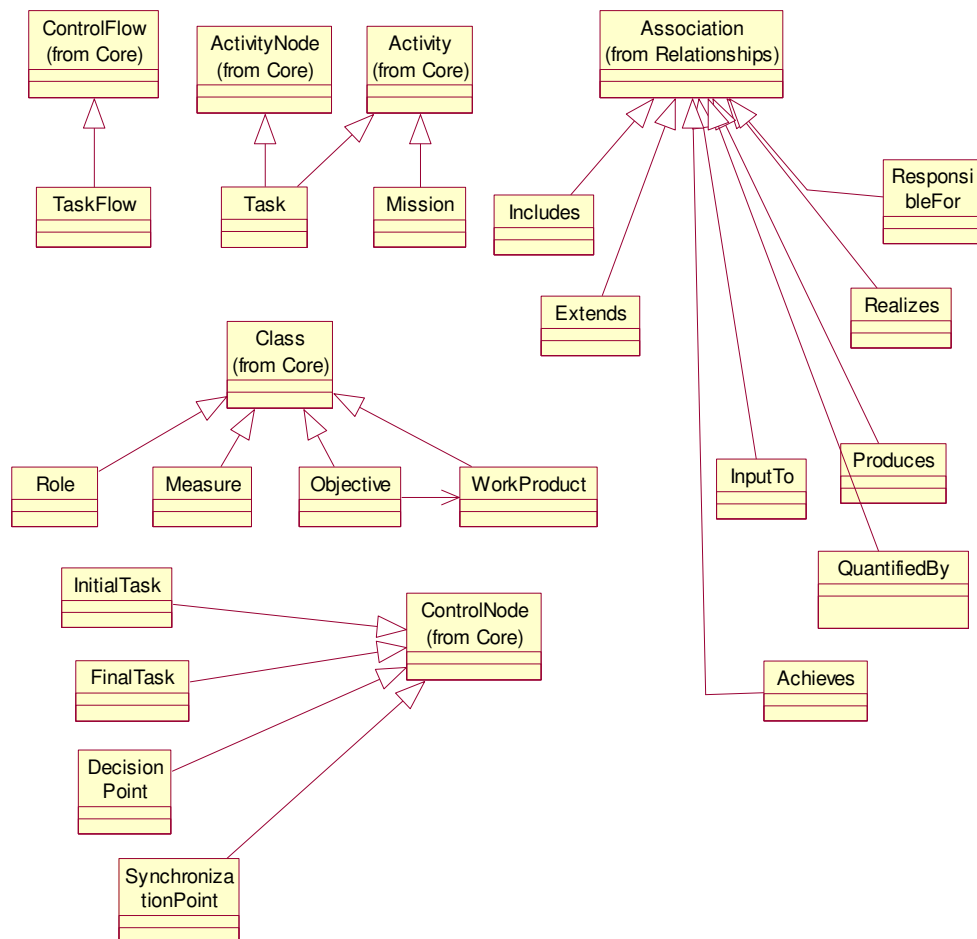 ControlFlow
(from Core)
ActivityNode
(from Core)
Activity
(from Core)
Association
(from Relationships)
TaskFlow
Task
Mission
Includes
Responsi
bleFor
Extends
Realizes
Class
(from Core)
Role
Measure
Objective
WorkProduct
InputTo
Produces
QuantifiedBy
InitialTask
ControlNode
(from Core)
FinalTask
Achieves
Decision
Point
Synchroniza
tionPoint